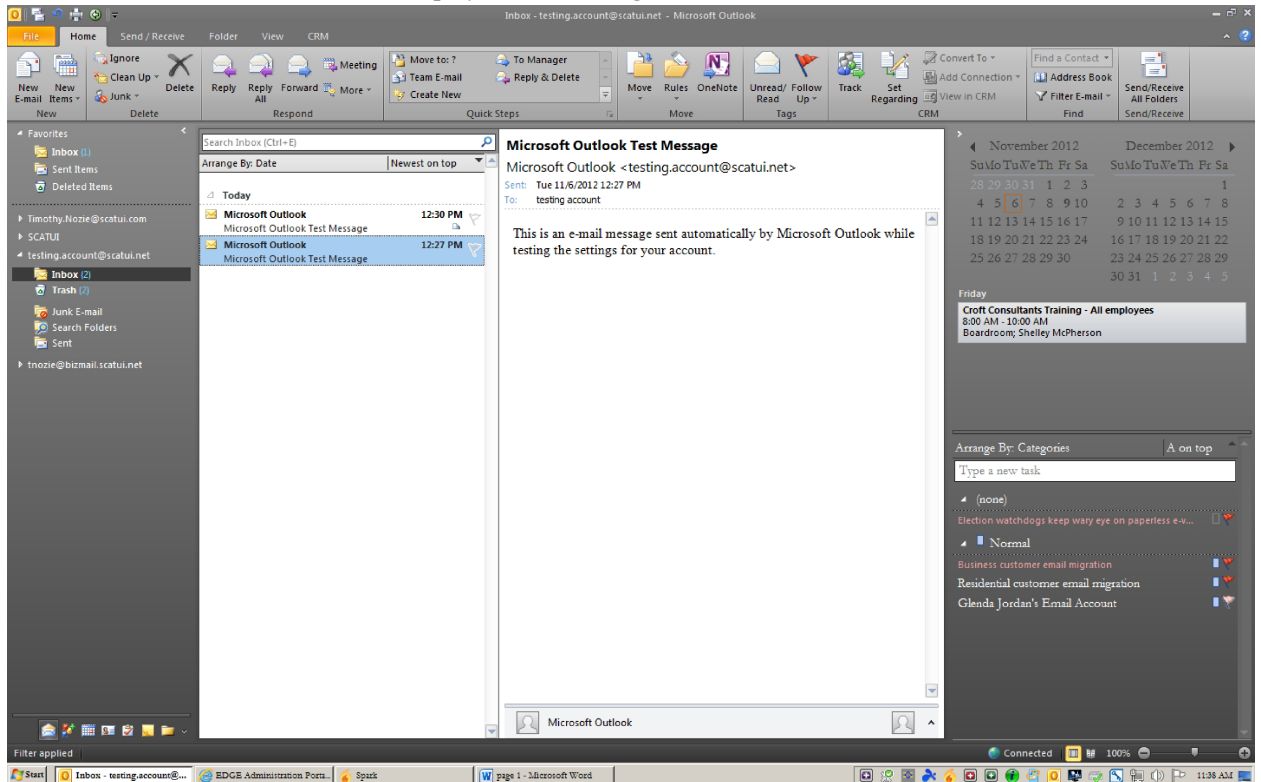 Inbox - testing.account@scatui.net - Microsoft Outlook
File Home Send / Receive Folder View CRM
New E-mail
New Items
New
Ignore
Clean Up
Junk
Delete
Delete
Reply
Reply All
Forward
Meeting
More
Respond
Move to: ?
Team E-mail
Create New
To Manager
Reply & Delete
Quick Steps
Move
Rules
OneNote
Move
Unread/ Read
Follow Up
Tags
Track
Set Regarding
Convert To
Add Connection
View in CRM
CRM
Find a Contact
Address Book
Filter E-mail
Find
Send/Receive All Folders
Send/Receive
Favorites
Inbox (1)
Sent Items
Deleted Items
Timothy.Nozie@scatui.com
SCATUI
testing.account@scatui.net
Inbox (2)
Trash (2)
Junk E-mail
Search Folders
Sent
tnozie@bizmail.scatui.net
Search Inbox (Ctrl+E)
Arrange By: Date Newest on top
Today
Microsoft Outlook 12:30 PM
Microsoft Outlook Test Message
Microsoft Outlook 12:27 PM
Microsoft Outlook Test Message
Microsoft Outlook Test Message
Microsoft Outlook <testing.account@scatui.net>
Sent: Tue 11/6/2012 12:27 PM
To: testing account
This is an e-mail message sent automatically by Microsoft Outlook while
testing the settings for your account.
Microsoft Outlook
November 2012
Su Mo Tu We Th Fr Sa
28 29 30 31 1 2 3
4 5 6 7 8 9 10
11 12 13 14 15 16 17
18 19 20 21 22 23 24
25 26 27 28 29 30
December 2012
Su Mo Tu We Th Fr Sa
1
2 3 4 5 6 7 8
9 10 11 12 13 14 15
16 17 18 19 20 21 22
23 24 25 26 27 28 29
30 31 1 2 3 4 5
Friday
Croft Consultants Training - All employees
8:00 AM - 10:00 AM
Boardroom; Shelley McPherson
Arrange By: Categories A on top
Type a new task
(none)
Election watchdogs keep wary eye on paperless e-v...
Normal
Business customer email migration
Residential customer email migration
Glenda Jordan's Email Account
Filter applied
Connected 100%
Start Inbox - testing.account@... EDGE Administration Porta... Spark page 1 - Microsoft Word 11:38 AM